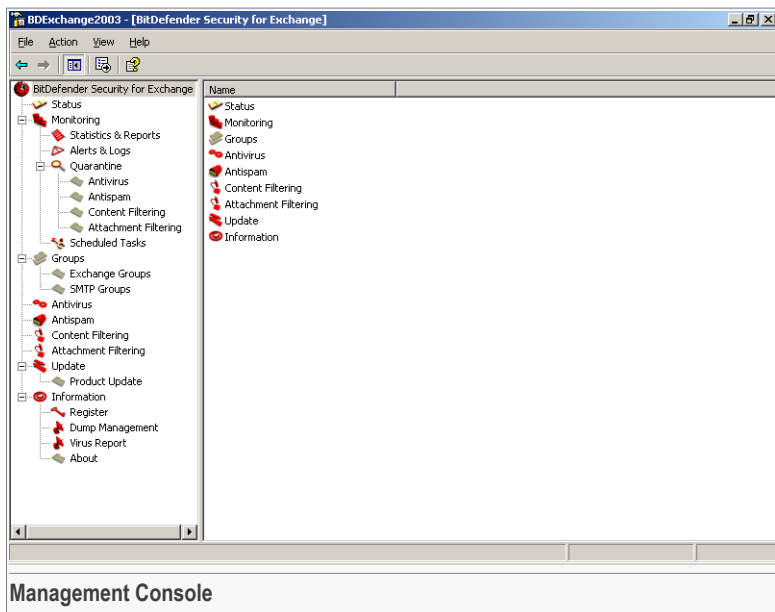 BDExchange2003 - [BitDefender Security for Exchange]
File Action View Help
BitDefender Security for Exchange
Status
Monitoring
Statistics & Reports
Alerts & Logs
Quarantine
Antivirus
Antispam
Content Filtering
Attachment Filtering
Scheduled Tasks
Groups
Exchange Groups
SMTP Groups
Antivirus
Antispam
Content Filtering
Attachment Filtering
Update
Product Update
Information
Register
Dump Management
Virus Report
About
Name
Status
Monitoring
Groups
Antivirus
Antispam
Content Filtering
Attachment Filtering
Update
Information
Management Console